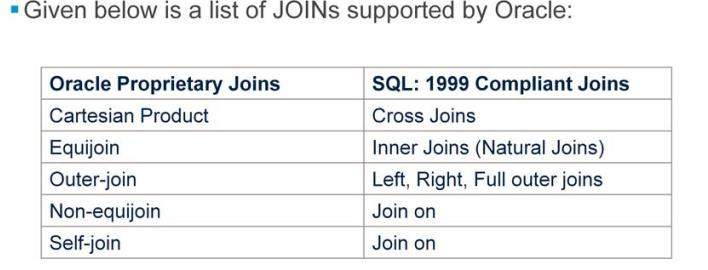 ▪ Given below is a list of JOINs supported by Oracle:
Oracle Proprietary Joins SQL: 1999 Compliant Joins
Cartesian Product Cross Joins
Equijoin Inner Joins (Natural Joins)
Outer-join Left, Right, Full outer joins
Non-equijoin Join on
Self-join Join on